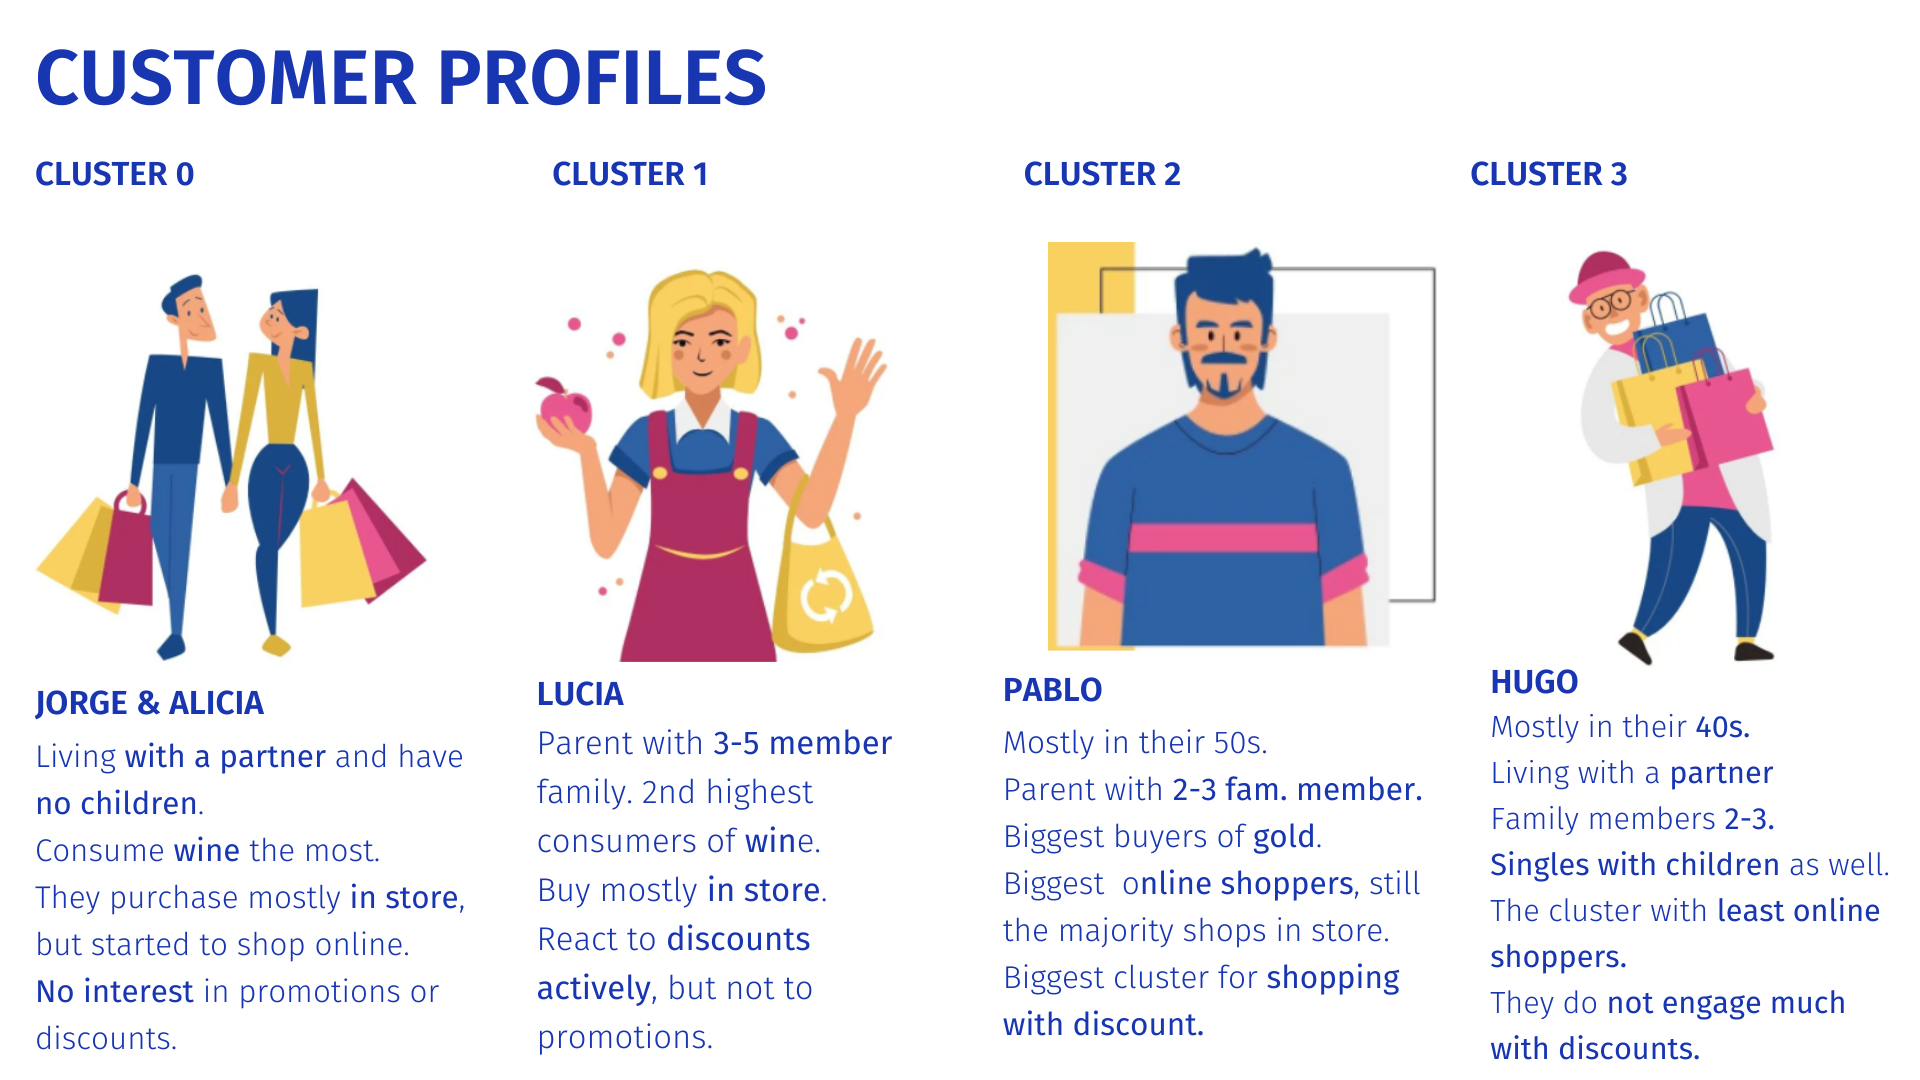 CUSTOMER PROFILES
CLUSTER 0
JORGE & ALICIA
Living with a partner and have
no children.
Consume wine the most.
They purchase mostly in store,
but started to shop online.
No interest in promotions or
discounts.
CLUSTER 1
LUCIA
Parent with 3-5 member
family. 2nd highest
consumers of wine.
Buy mostly in store.
React to discounts
actively, but not to
promotions.
CLUSTER 2
PABLO
Mostly in their 50s.
Parent with 2-3 fam. member.
Biggest buyers of gold.
Biggest  online shoppers, still
the majority shops in store.
Biggest cluster for shopping
with discount.
CLUSTER 3
HUGO
Mostly in their 40s.
Living with a partner
Family members 2-3.
Singles with children as well.
The cluster with least online
shoppers.
They do not engage much
with discounts.